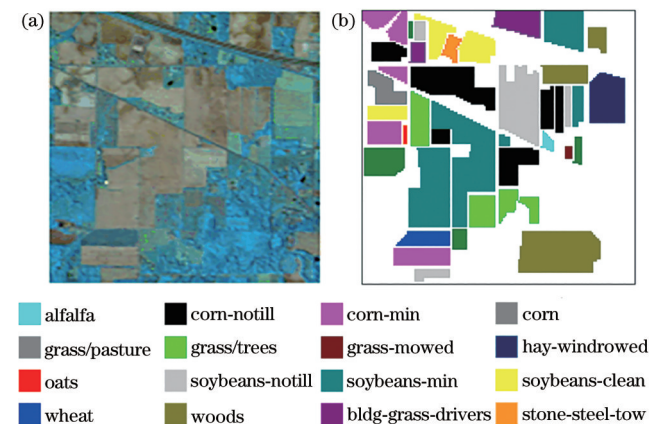 (a) (b)
alfalfa corn-notill corn-min corn
grass/pasture grass/trees grass-mowed hay-windrowed
oats soybeans-notill soybeans-min soybeans-clean
wheat woods bldg-grass-drivers stone-steel-tow